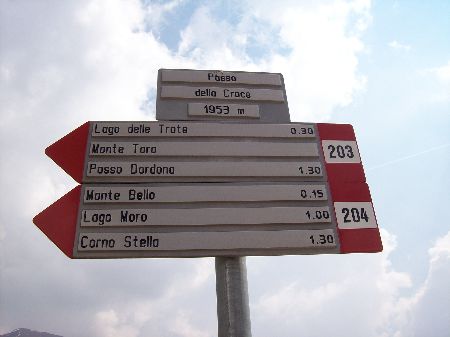 Passo
della Croce
1953 m
Lago delle Trote 0.30
Monte Toro
Passo Dordona 1.30
203
Monte Bello 0.15
Lago Moro 1.00
Corno Stella 1.30
204